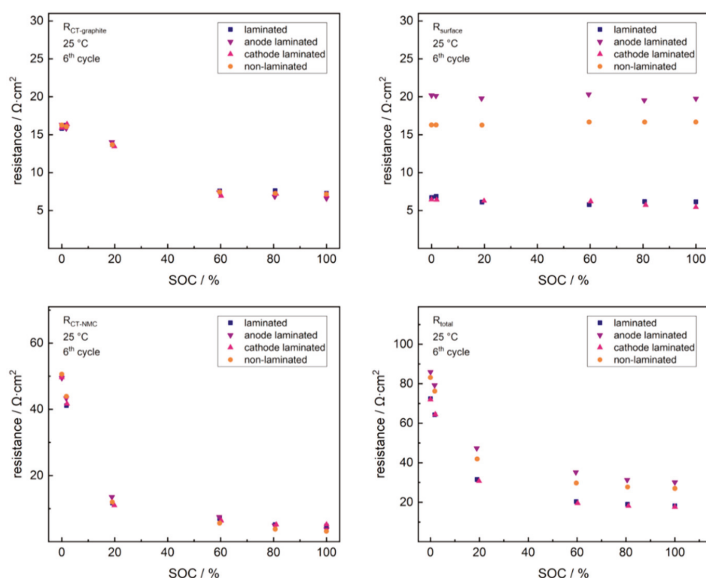 R_CT-graphite
25 °C
6th cycle
laminated
anode laminated
cathode laminated
non-laminated
resistance / Ω·cm²
30
25
20
15
10
5
0 20 40 60 80 100
SOC / %
R_surface
25 °C
6th cycle
laminated
anode laminated
cathode laminated
non-laminated
resistance / Ω·cm²
30
25
20
15
10
5
0 20 40 60 80 100
SOC / %
R_CT-NMC
25 °C
6th cycle
laminated
anode laminated
cathode laminated
non-laminated
resistance / Ω·cm²
60
40
20
0 20 40 60 80 100
SOC / %
R_total
25 °C
6th cycle
laminated
anode laminated
cathode laminated
non-laminated
resistance / Ω·cm²
100
80
60
40
20
0 20 40 60 80 100
SOC / %